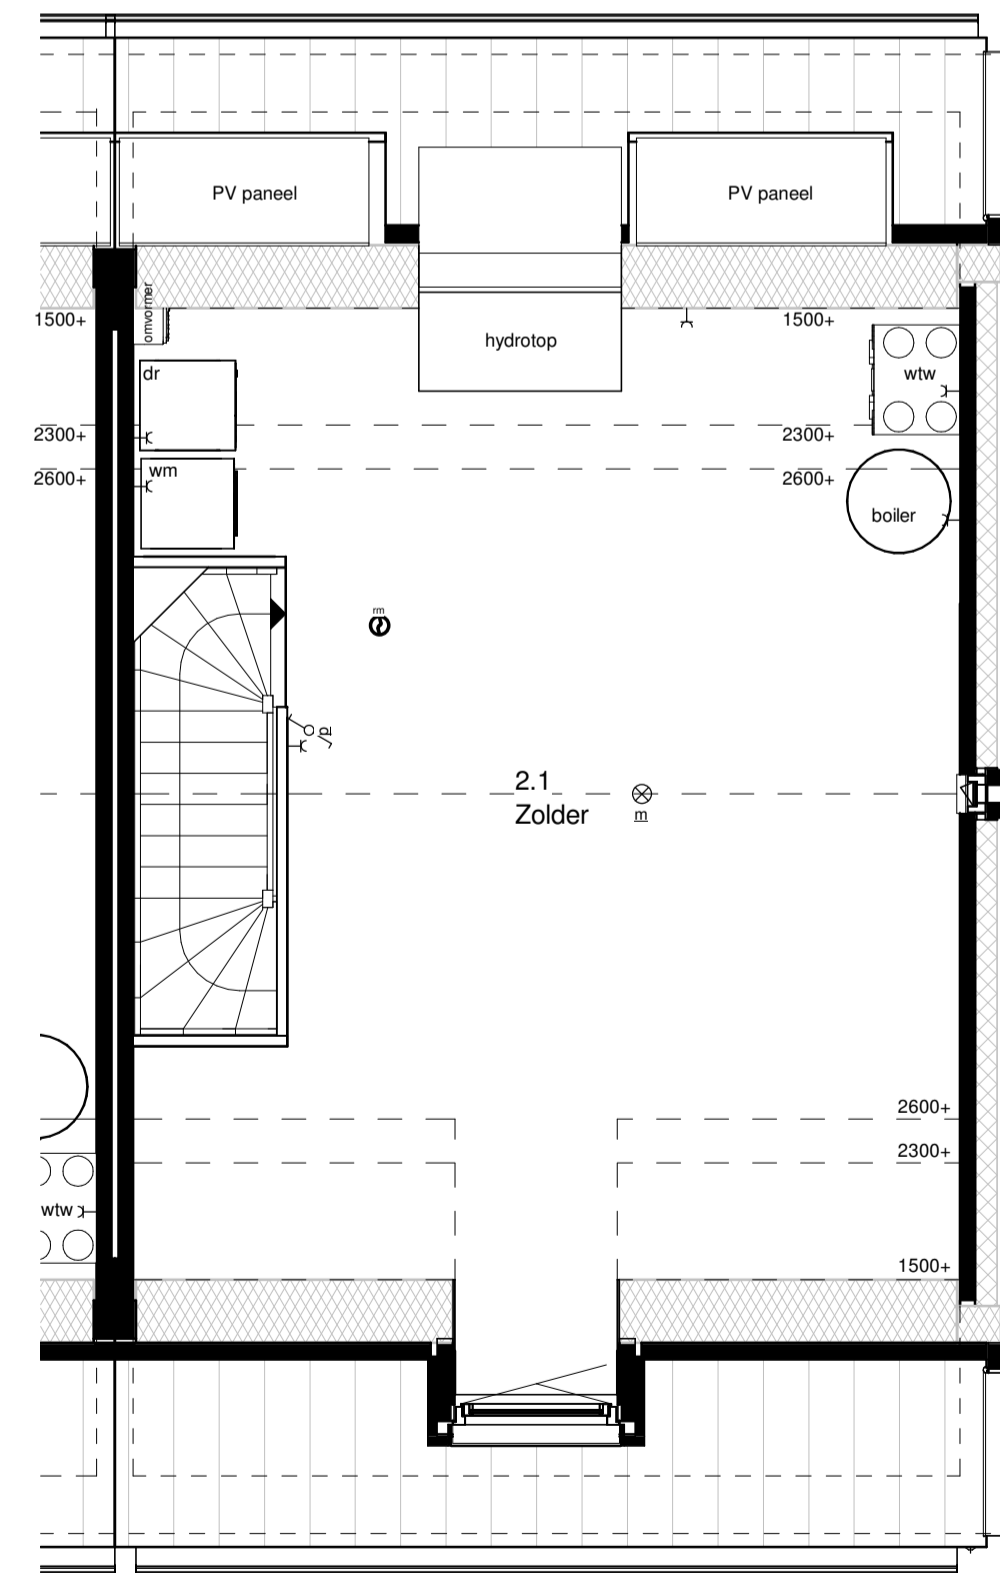 PV paneel
PV paneel
omvormer
1500+
hydrotop
1500+
dr
wtw
2300+
2300+
wm
2600+
2600+
boiler
rm
p
2.1
Zolder
m
2600+
2300+
wtw
1500+